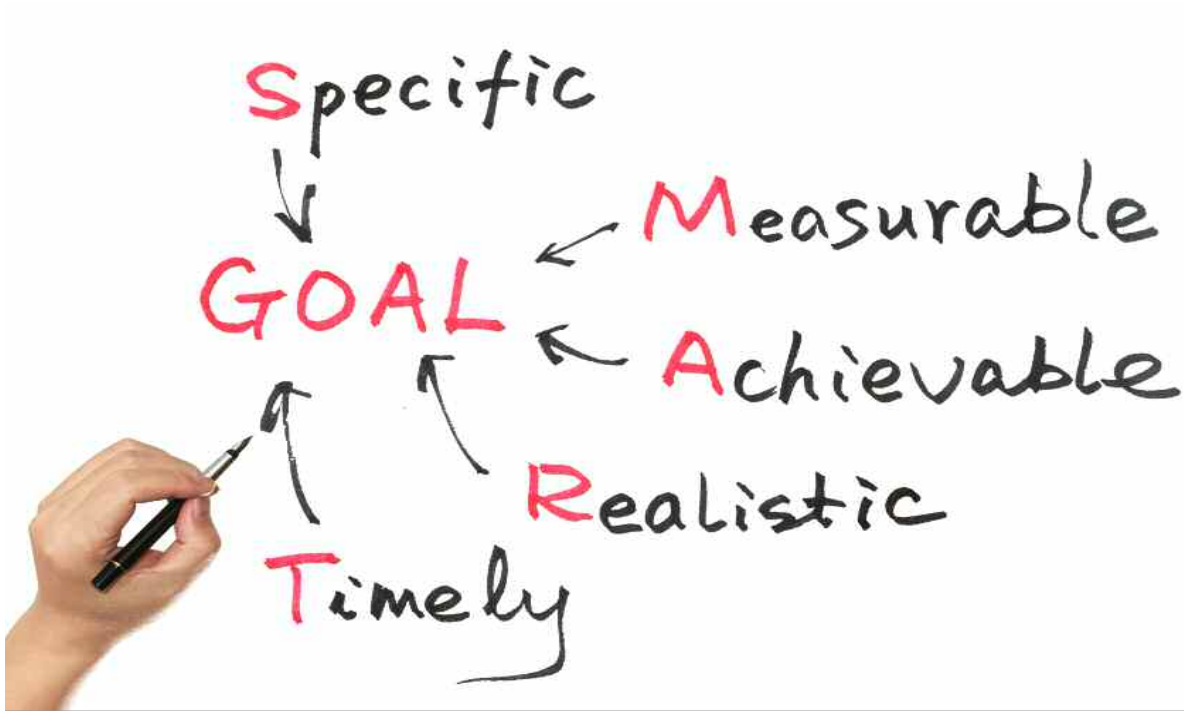 Specific
Measurable
GOAL
Achievable
Realistic
Timely